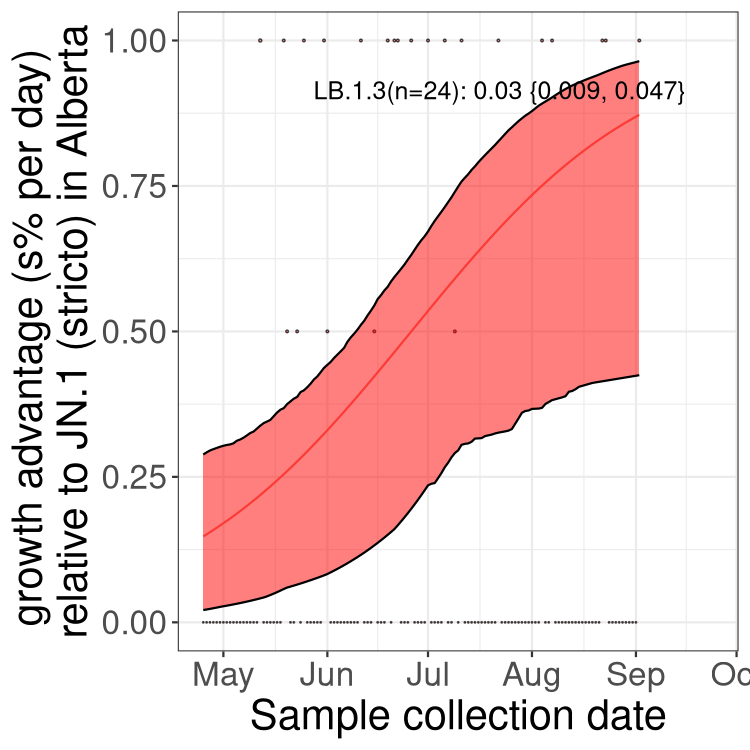 growth advantage (s% per day)
relative to JN.1 (stricto) in Alberta
1.00
0.75
0.50
0.25
0.00
LB.1.3(n=24): 0.03 {0.009, 0.047}
May Jun Jul Aug Sep Oc
Sample collection date